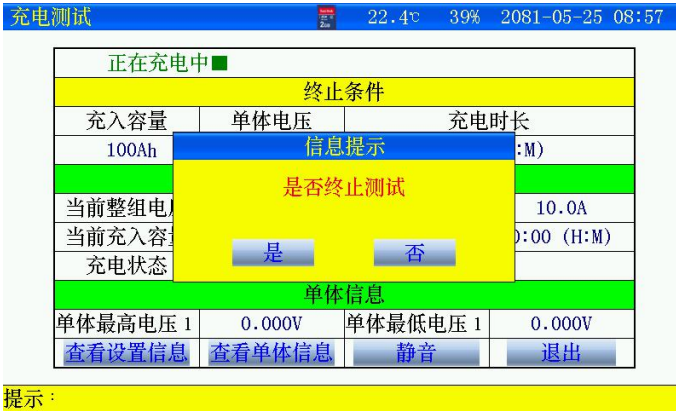 充电测试 22.4℃ 39% 2081-05-25 08:57
正在充电中
终止条件
充入容量 单体电压 充电时长
100Ah :M)
信息提示
是否终止测试
是 否
当前整组电 10.0A
当前充入容 0:00 (H:M)
充电状态
单体信息
单体最高电压 1 0.000V 单体最低电压 1 0.000V
查看设置信息 查看单体信息 静音 退出
提示：